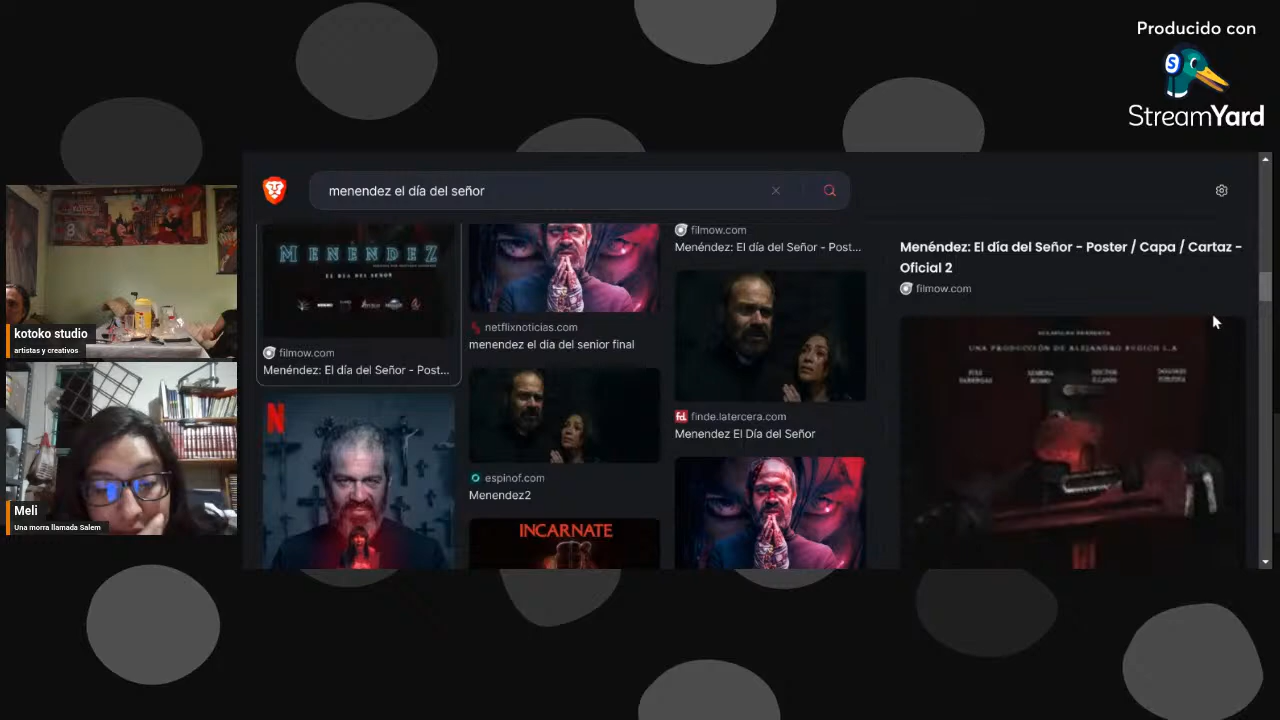 Producido con
StreamYard
menendez el día del señor
MENÉNDEZ
EL DÍA DEL SEÑOR
filmow.com
Menéndez: El día del Señor - Post...
N
netflixnoticias.com
menendez el dia del senior final
espinof.com
Menendez2
INCARNATE
filmow.com
Menéndez: El día del Señor - Post...
fd.
finde.latercera.com
Menendez El Día del Señor
Menéndez: El día del Señor - Poster / Capa / Cartaz -
Oficial 2
filmow.com
UNA PRODUCCIÓN DE ALEJANDRO SUGICH L.A
kotoko studio
artistas y creativos
Meli
Una morra llamada Salem